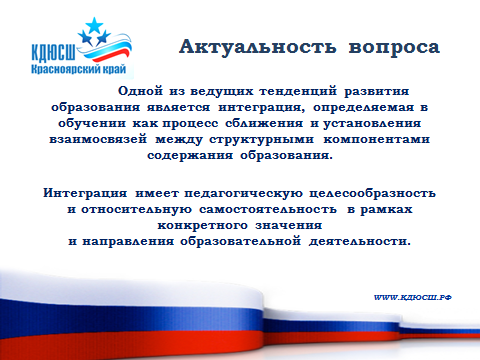 КДЮСШ
Красноярский край
Актуальность вопроса
Одной из ведущих тенденций развития
образования является интеграция, определяемая в
обучении как процесс сближения и установления
взаимосвязей между структурными компонентами
содержания образования.
Интеграция имеет педагогическую целесообразность
и относительную самостоятельность в рамках
конкретного значения
и направления образовательной деятельности.
WWW.КДЮСШ.РФ